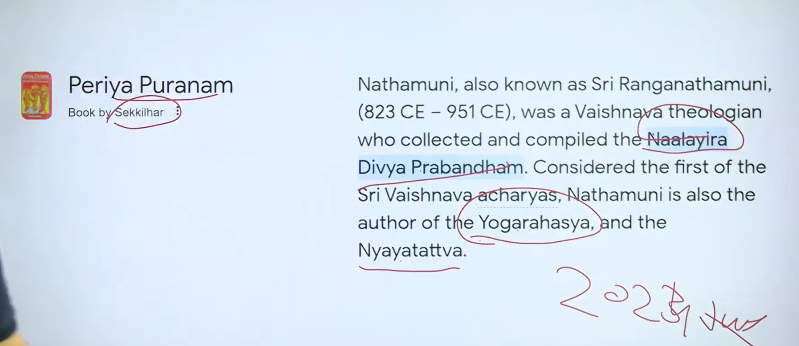 Periya Puranam
Book by Sekkilhar
Nathamuni, also known as Sri Ranganathamuni,
(823 CE – 951 CE), was a Vaishnava theologian
who collected and compiled the Naalayira
Divya Prabandham. Considered the first of the
Sri Vaishnava acharyas, Nathamuni is also the
author of the Yogarahasya, and the
Nyayatattva.
2023